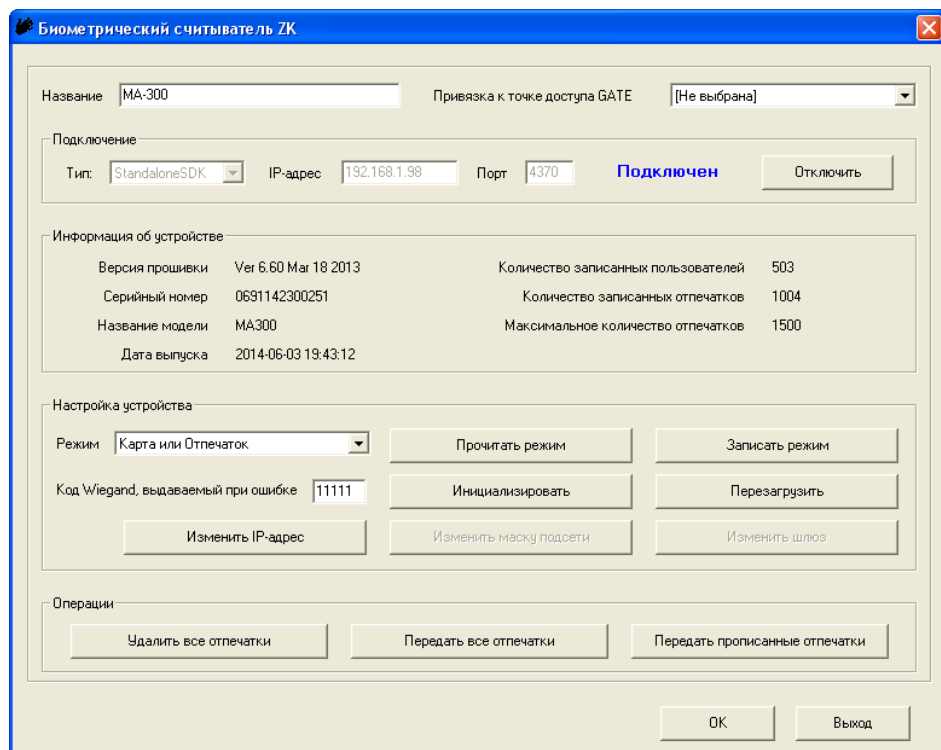 Биометрический считыватель ZK
Название MA-300 Привязка к точке доступа GATE [Не выбрана]
Подключение
Тип: StandaloneSDK IP-адрес 192.168.1.98 Порт 4370 Подключен Отключить
Информация об устройстве
Версия прошивки Ver 6.60 Mar 18 2013 Количество записанных пользователей 503
Серийный номер 0691142300251 Количество записанных отпечатков 1004
Название модели MA300 Максимальное количество отпечатков 1500
Дата выпуска 2014-06-03 19:43:12
Настройка устройства
Режим Карта или Отпечаток Прочитать режим Записать режим
Код Wiegand, выдаваемый при ошибке 11111 Инициализировать Перезагрузить
Изменить IP-адрес Изменить маску подсети Изменить шлюз
Операции
Удалить все отпечатки Передать все отпечатки Передать прописанные отпечатки
OK Выход